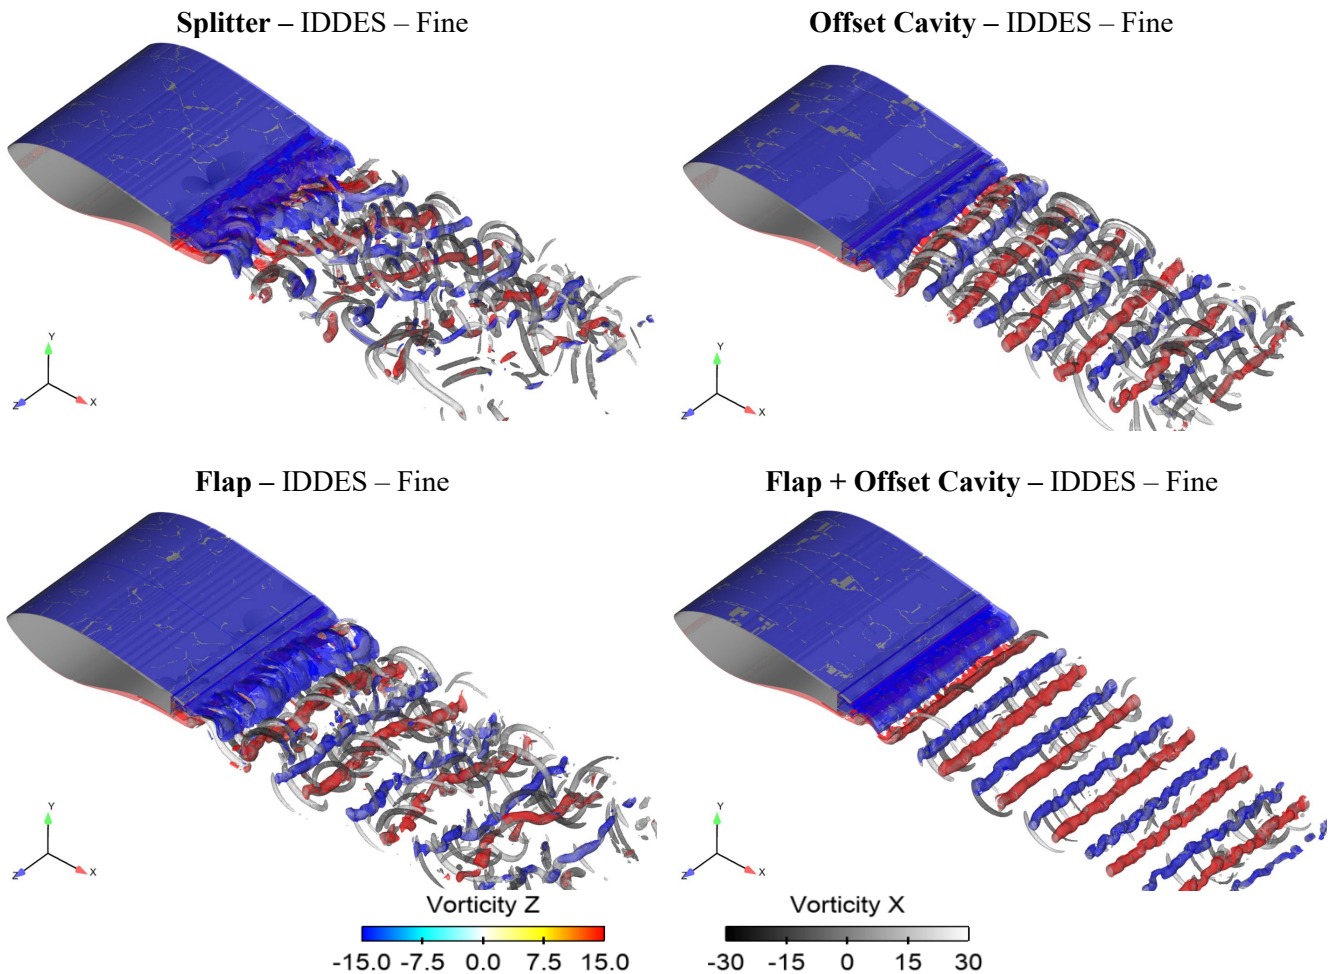 Splitter – IDDES – Fine
Offset Cavity – IDDES – Fine
Y
Z
X
Y
Z
X
Flap – IDDES – Fine
Flap + Offset Cavity – IDDES – Fine
Y
Z
X
Y
Z
X
Vorticity Z
-15.0 -7.5 0.0 7.5 15.0
Vorticity X
-30 -15 0 15 30